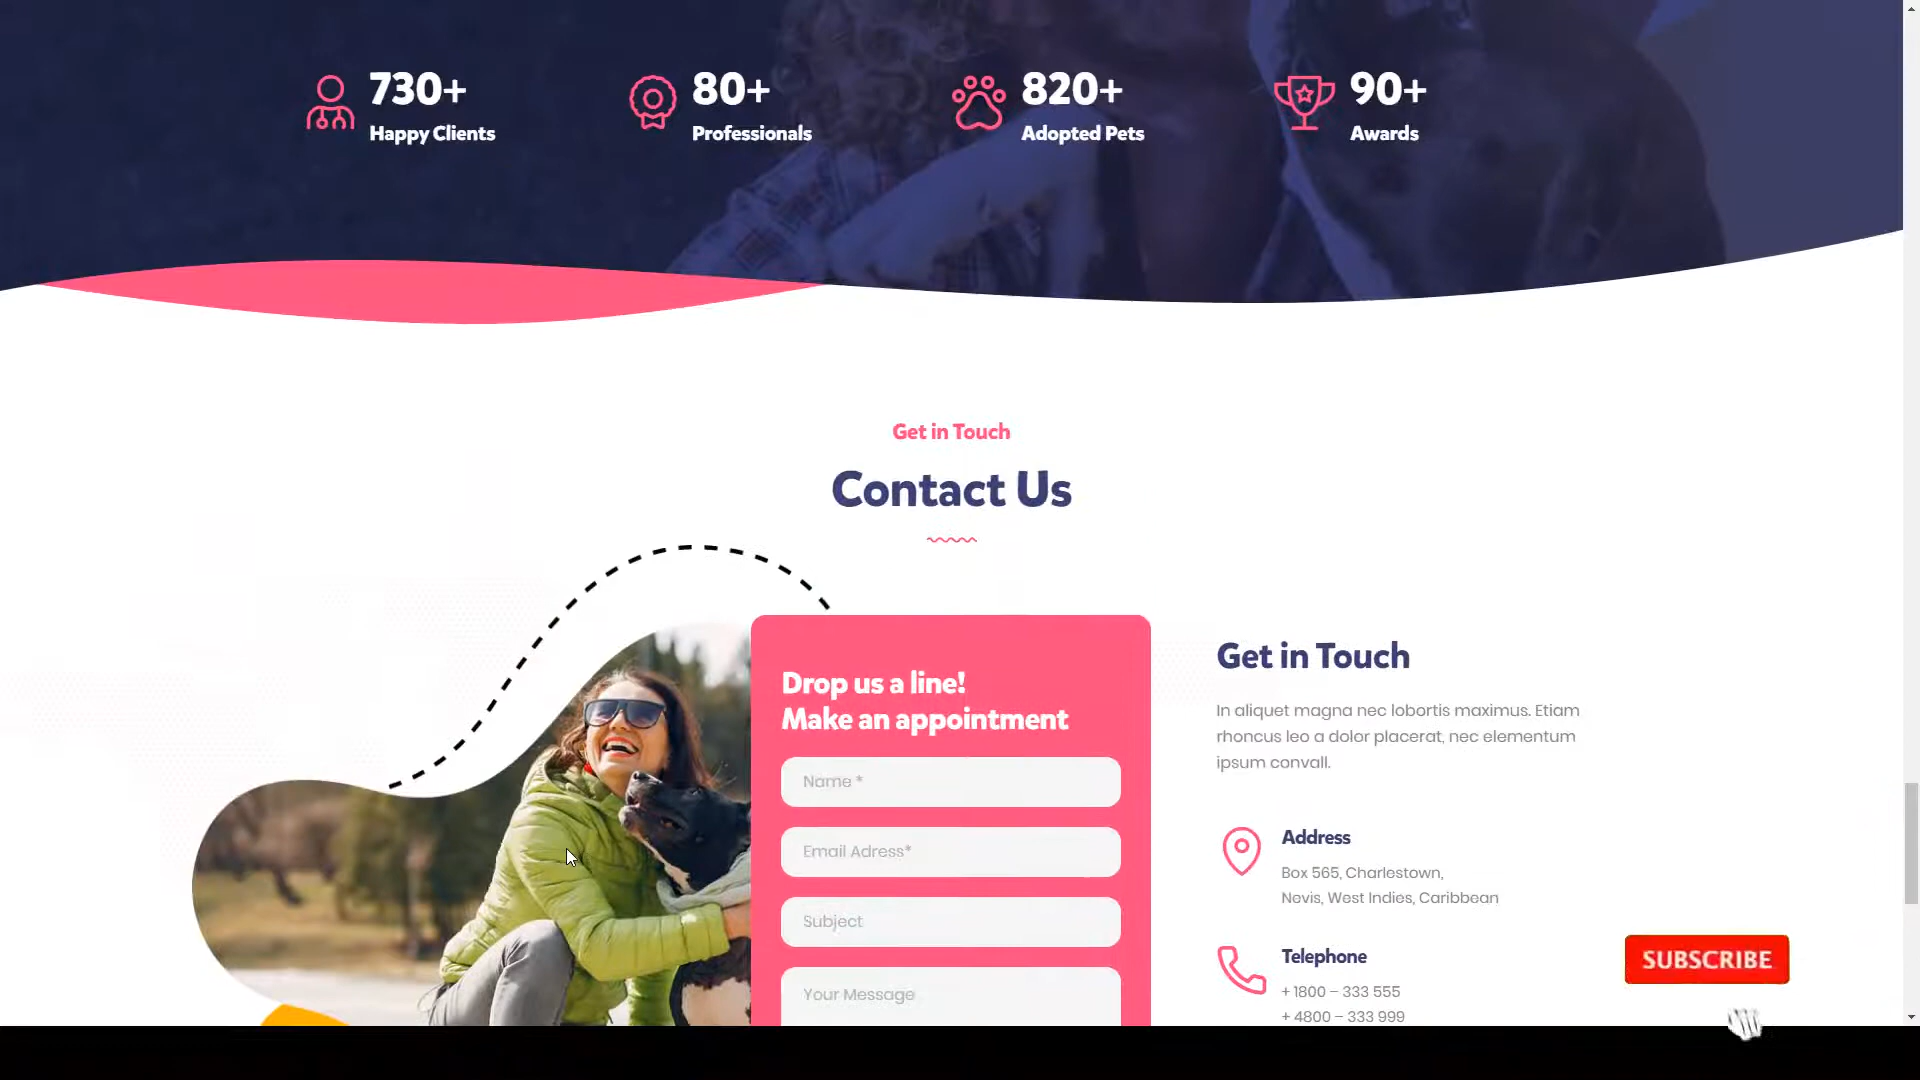 730+
Happy Clients
80+
Professionals
820+
Adopted Pets
90+
Awards
Get in Touch
Contact Us
Drop us a line!
Make an appointment
Name *
Email Adress*
Subject
Your Message
Get in Touch
In aliquet magna nec lobortis maximus. Etiam
rhoncus leo a dolor placerat, nec elementum
ipsum convall.
Address
Box 565, Charlestown,
Nevis, West Indies, Caribbean
Telephone
+ 1800 – 333 555
+ 4800 – 333 999
SUBSCRIBE